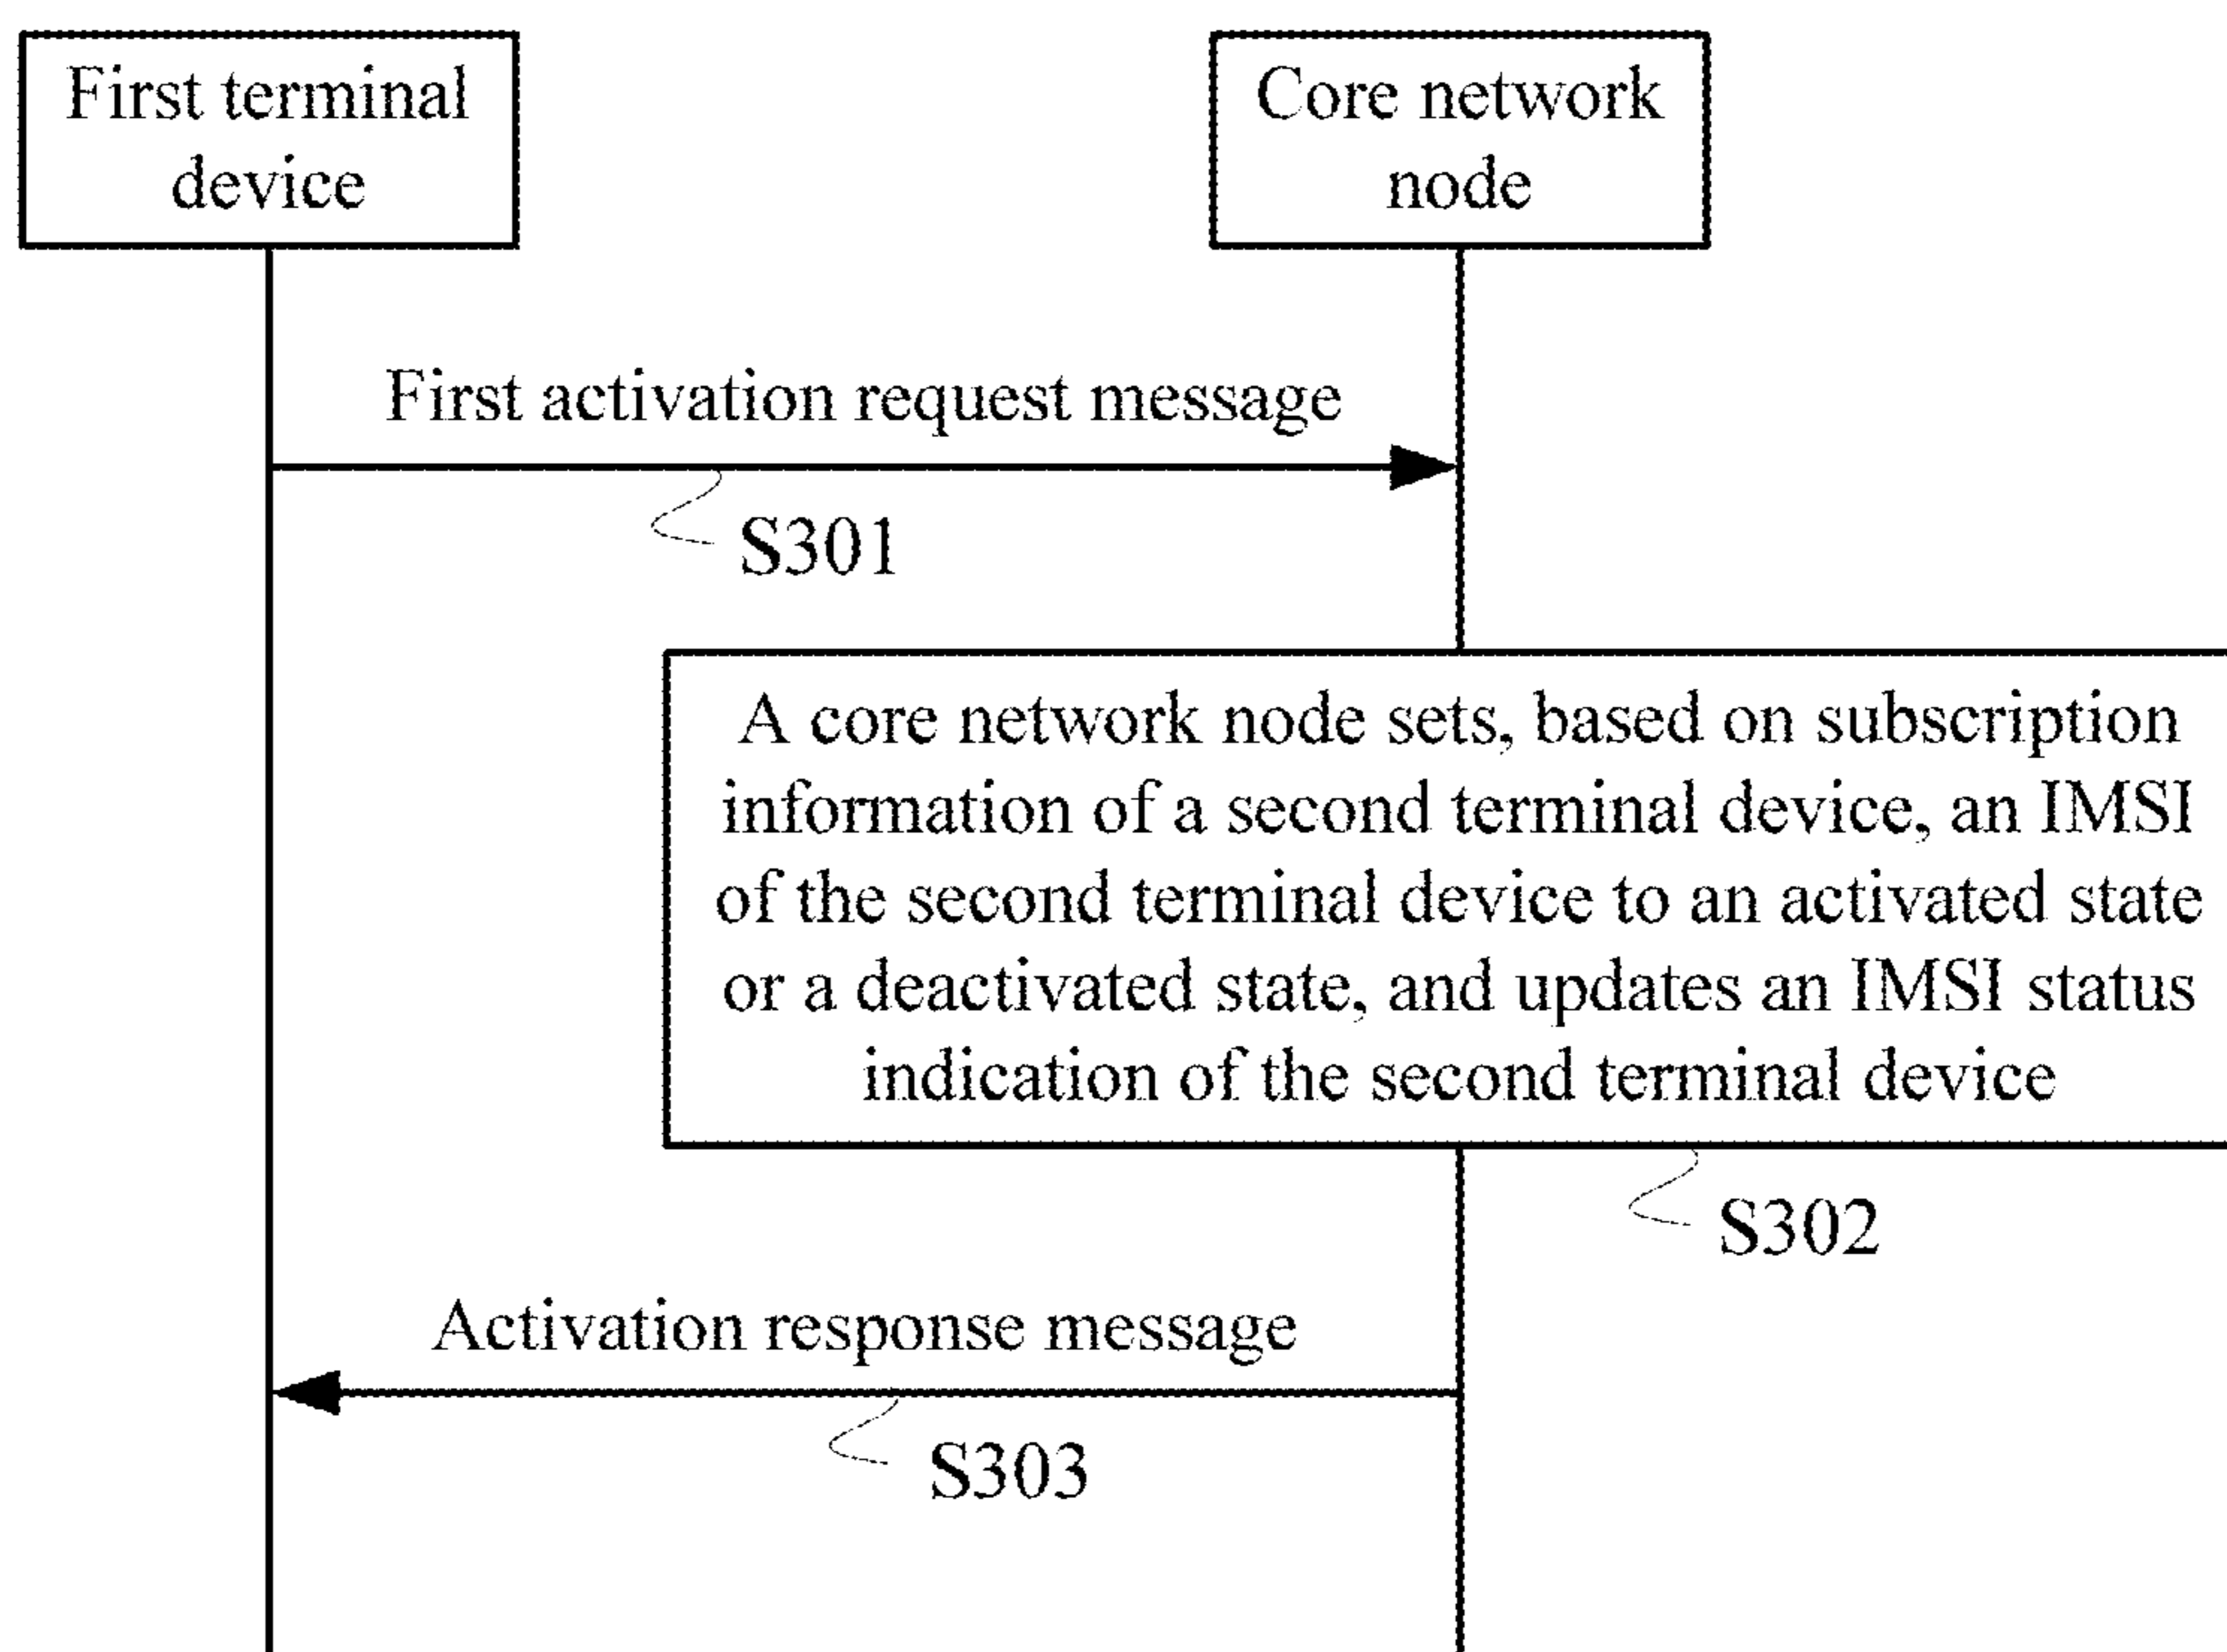 First terminal
device
Core network
node
First activation request message
S301
A core network node sets, based on subscription
information of a second terminal device, an IMSI
of the second terminal device to an activated state
or a deactivated state, and updates an IMSI status
indication of the second terminal device
S302
Activation response message
S303